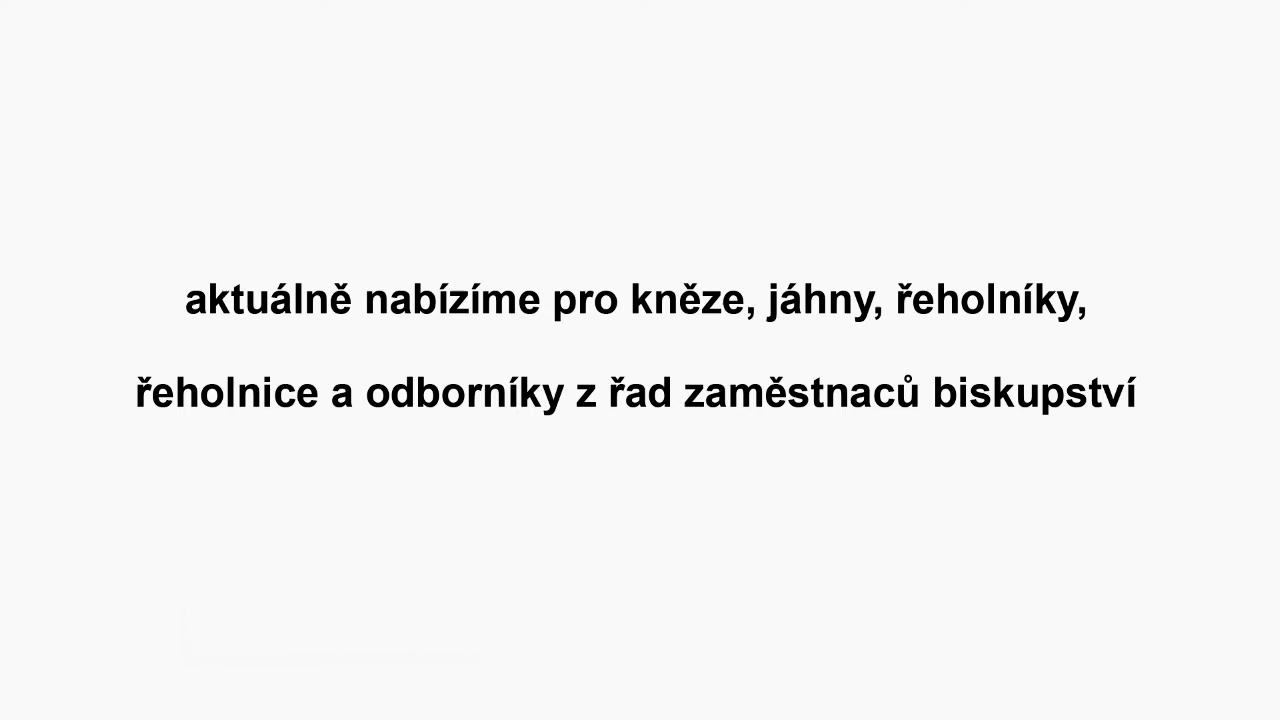 aktuálně nabízíme pro kněze, jáhny, řeholníky,
řeholnice a odborníky z řad zaměstnaců biskupství